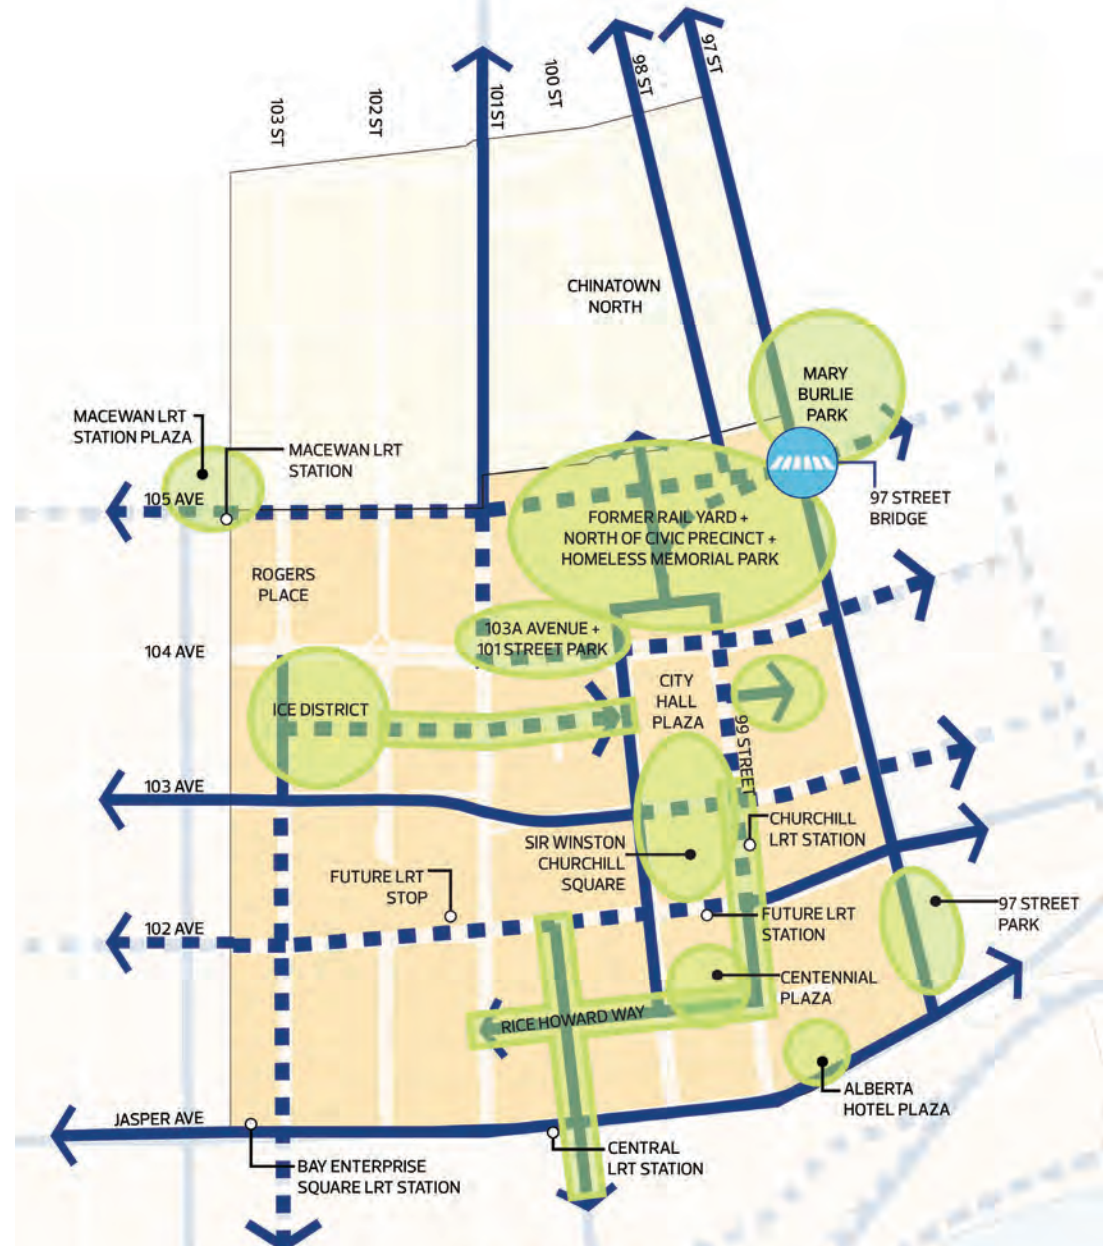 103 ST
102 ST
101 ST
100 ST
98 ST
97 ST
CHINATOWN
NORTH
MARY
BURLIE
PARK
MACEWAN LRT
STATION PLAZA
MACEWAN LRT
STATION
105 AVE
97 STREET
BRIDGE
FORMER RAIL YARD +
NORTH OF CIVIC PRECINCT +
HOMELESS MEMORIAL PARK
ROGERS
PLACE
103A AVENUE +
101 STREET PARK
104 AVE
CITY
HALL
PLAZA
ICE DISTRICT
99 STREET
103 AVE
SIR WINSTON
CHURCHILL
SQUARE
CHURCHILL
LRT STATION
FUTURE LRT
STOP
97 STREET
PARK
FUTURE LRT
STATION
102 AVE
CENTENNIAL
PLAZA
RICE HOWARD WAY
ALBERTA
HOTEL PLAZA
JASPER AVE
CENTRAL
LRT STATION
BAY ENTERPRISE
SQUARE LRT STATION